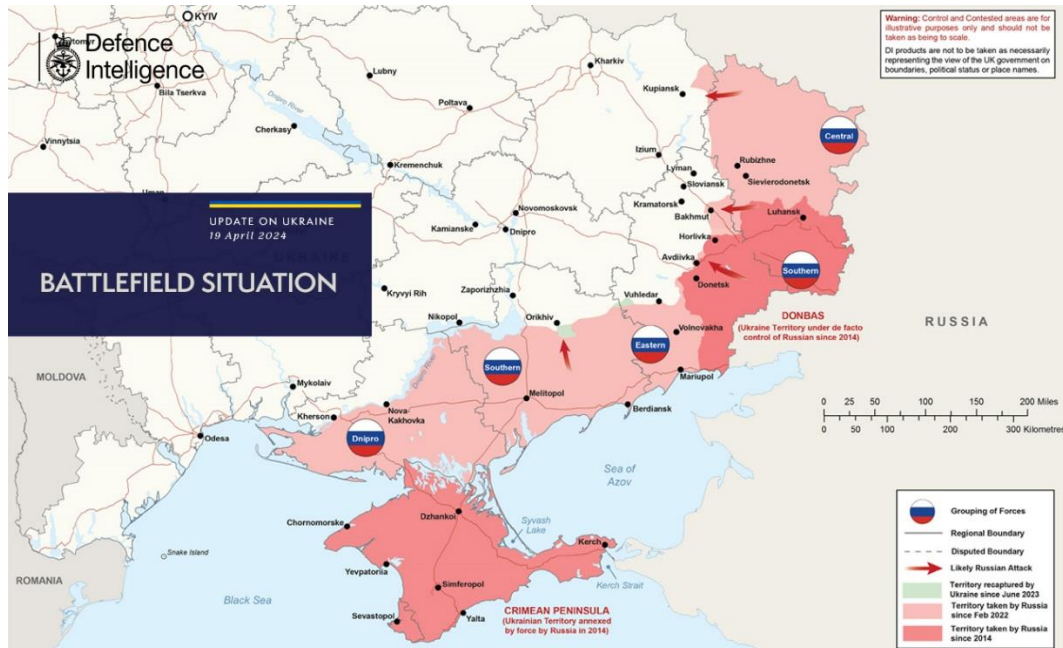 KYIV
Defence
Intelligence
Bila Tserkva
Vinnytsia
Cherkasy
Lubny
Poltava
Kremenchuk
Kharkiv
Kupiansk
Izium
Lyman
Sloviansk
Kramatorsk
Bakhmut
Rubizhne
Sievierodonetsk
Luhansk
Horlivka
Avdiivka
Donetsk
Dnipro River
Novomoskovsk
Kamianske
Dnipro
Central
Southern
Warning: Control and Contested areas are for
illustrative purposes only and should not be
taken as being to scale.
DI products are not to be taken as necessarily
representing the view of the UK government on
boundaries, political status or place names.
UPDATE ON UKRAINE
19 April 2024
BATTLEFIELD SITUATION
Kryvyi Rih
Zaporizhzhia
Nikopol
Orikhiv
Vuhledar
Volnovakha
Eastern
Southern
Dnipro River
Mariupol
Melitopol
Berdiansk
DONBAS
(Ukraine Territory under de facto
control of Russian since 2014)
RUSSIA
MOLDOVA
Mykolaiv
Kherson
Nova
Kakhovka
Dnipro
Odesa
0 25 50 100 150 200 Miles
0 50 100 200 300 Kilometres
Sea of
Azov
Chornomorske
Dzhankoi
Syvash
Lake
Kerch
Kerch Strait
Snake Island
Yevpatoriia
Simferopol
Sevastopol
Yalta
ROMANIA
Black Sea
CRIMEAN PENINSULA
(Ukrainian Territory annexed
by force by Russia in 2014)
Grouping of Forces
Regional Boundary
Disputed Boundary
Likely Russian Attack
Territory recaptured by
Ukraine since June 2023
Territory taken by Russia
since Feb 2022
Territory taken by Russia
since 2014